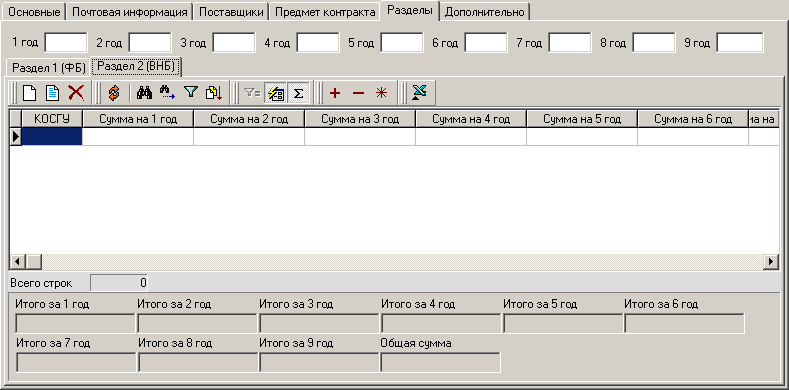 Основные Почтовая информация Поставщики Предмет контракта Разделы Дополнительно
1 год 2 год 3 год 4 год 5 год 6 год 7 год 8 год 9 год
Раздел 1 (ФБ) Раздел 2 (ВНБ)
КОСГУ Сумма на 1 год Сумма на 2 год Сумма на 3 год Сумма на 4 год Сумма на 5 год Сумма на 6 год ма на
Всего строк 0
Итого за 1 год Итого за 2 год Итого за 3 год Итого за 4 год Итого за 5 год Итого за 6 год
Итого за 7 год Итого за 8 год Итого за 9 год Общая сумма